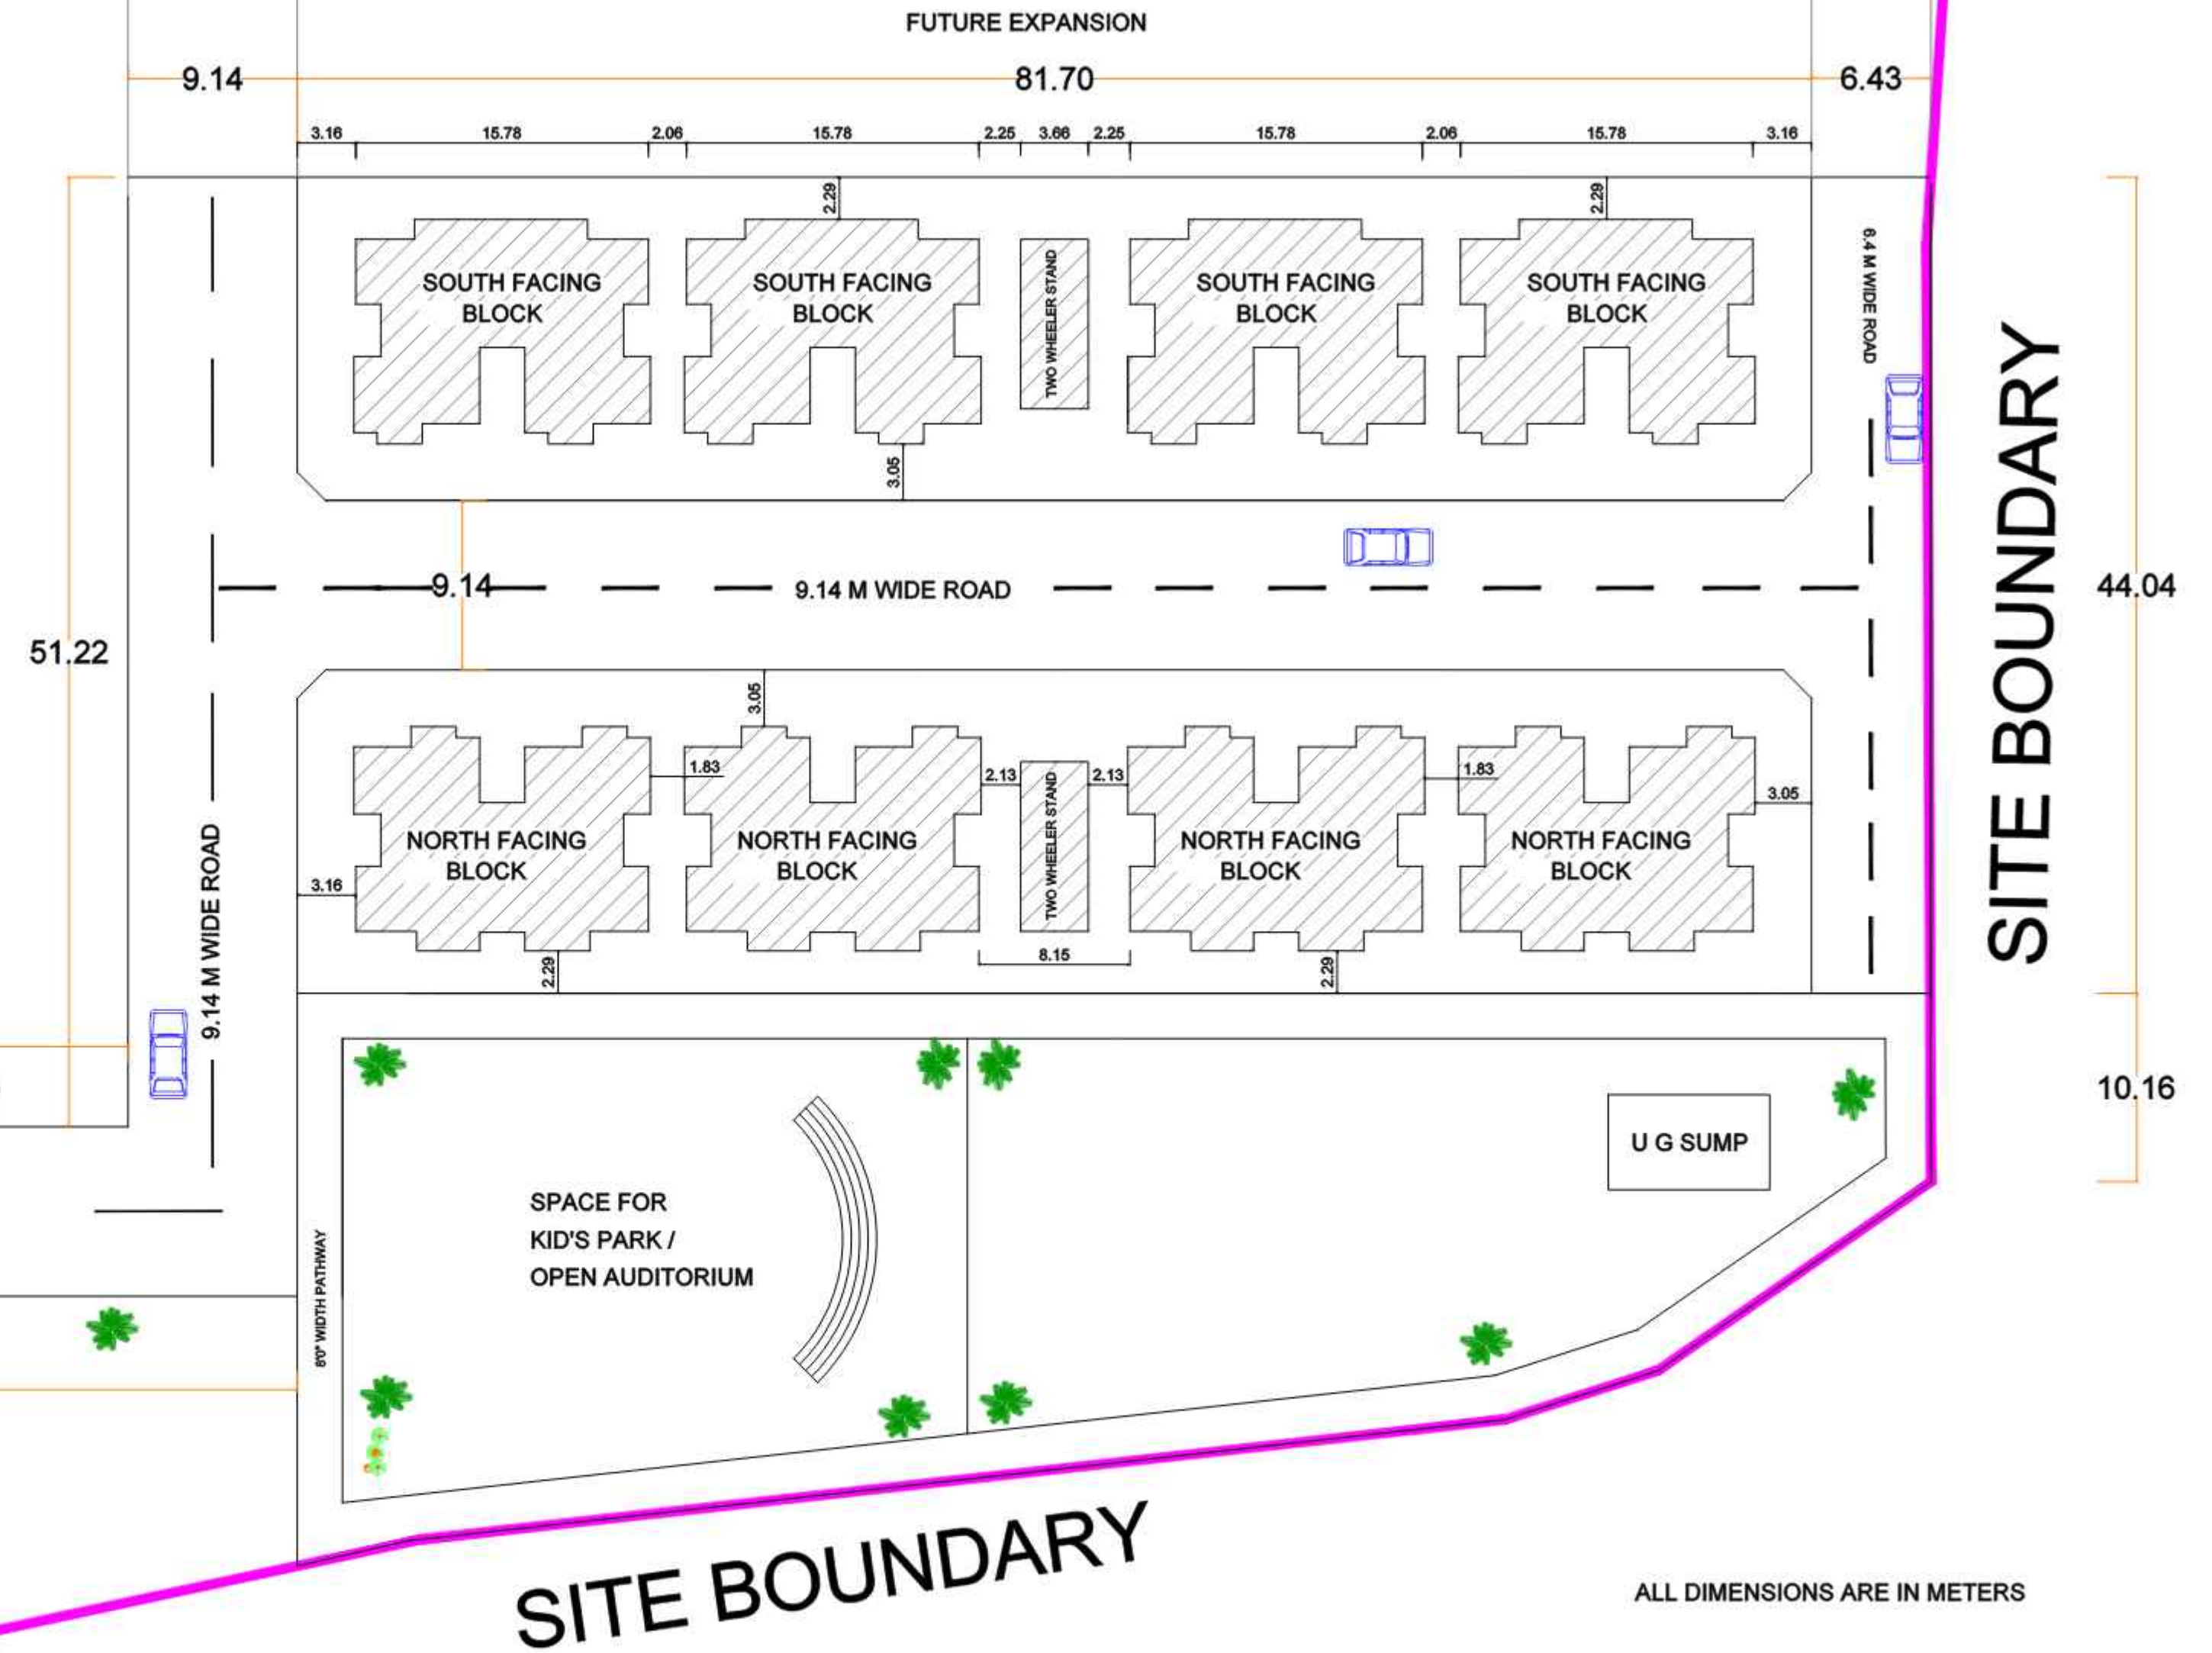 FUTURE EXPANSION
9.14 81.70 6.43
3.16 15.78 2.06 15.78 2.25 3.66 2.25 15.78 2.06 15.78 3.16
2.29 2.29
SOUTH FACING
BLOCK
SOUTH FACING
BLOCK
TWO WHEELER STAND
SOUTH FACING
BLOCK
SOUTH FACING
BLOCK
6.4 M WIDE ROAD
3.05
SITE BOUNDARY
44.04
9.14
9.14 M WIDE ROAD
51.22
3.05
1.83
2.13
TWO WHEELER STAND
2.13
1.83
3.05
NORTH FACING
BLOCK
NORTH FACING
BLOCK
NORTH FACING
BLOCK
NORTH FACING
BLOCK
3.16
9.14 M WIDE ROAD
2.29
8.15
2.29
10.16
U G SUMP
SPACE FOR
KID'S PARK /
OPEN AUDITORIUM
6'0" WIDTH PATHWAY
SITE BOUNDARY
ALL DIMENSIONS ARE IN METERS